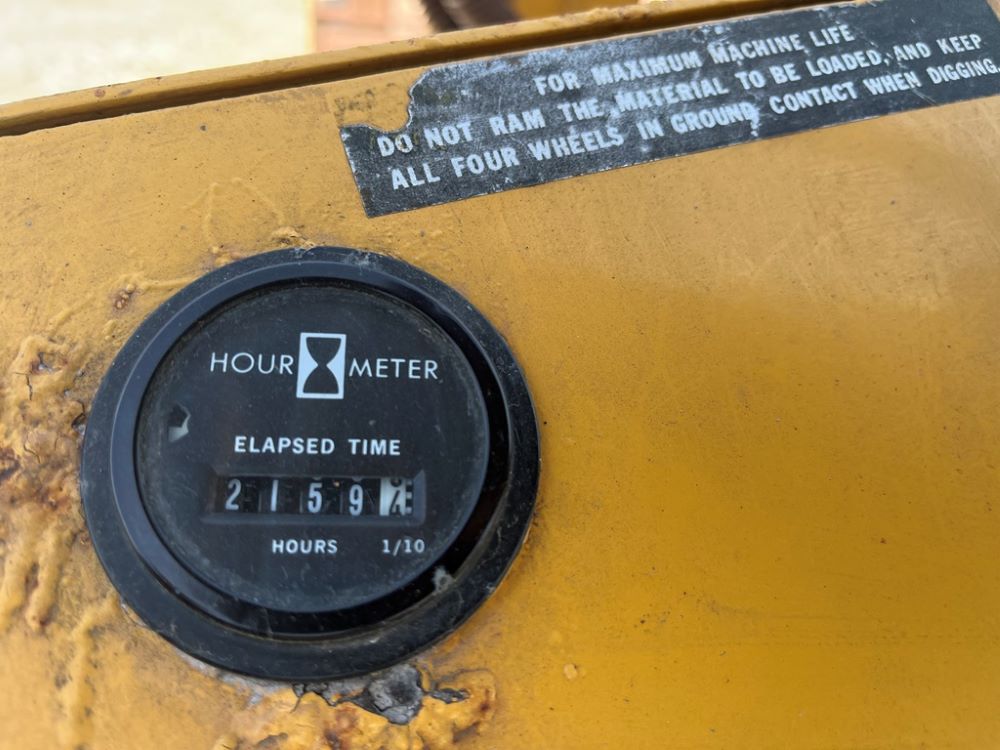 FOR MAXIMUM MACHINE LIFE
DO NOT RAM THE MATERIAL TO BE LOADED, AND KEEP
ALL FOUR WHEELS IN GROUND CONTACT WHEN DIGGING.
HOUR METER
ELAPSED TIME
2159
HOURS 1/10